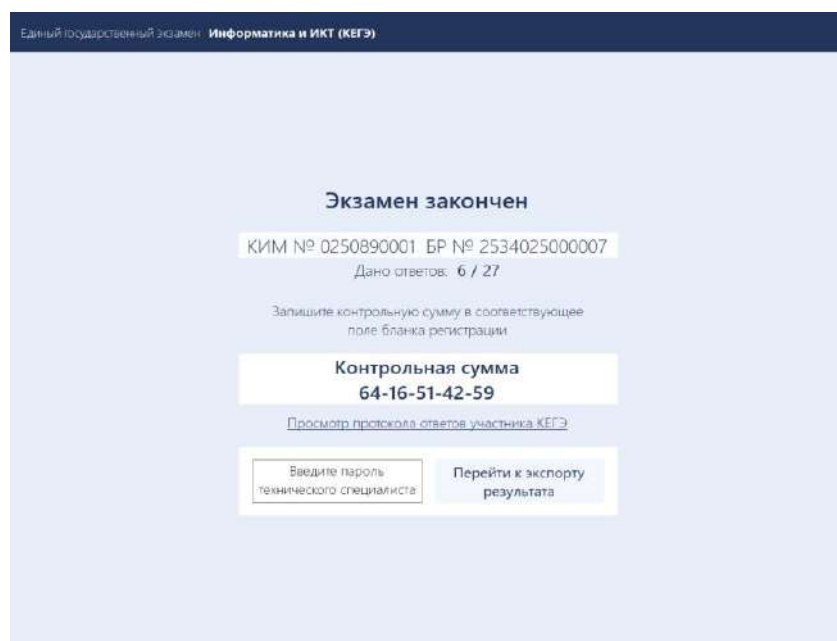 Единый государственный экзамен Информатика и ИКТ (КЕГЭ)
Экзамен закончен
КИМ № 0250890001 БР № 2534025000007
Дано ответов: 6 / 27
Запишите контрольную сумму в соответствующее
поле бланка регистрации
Контрольная сумма
64-16-51-42-59
Просмотр протокола ответов участника КЕГЭ
Введите пароль
технического специалиста
Перейти к экспорту
результата